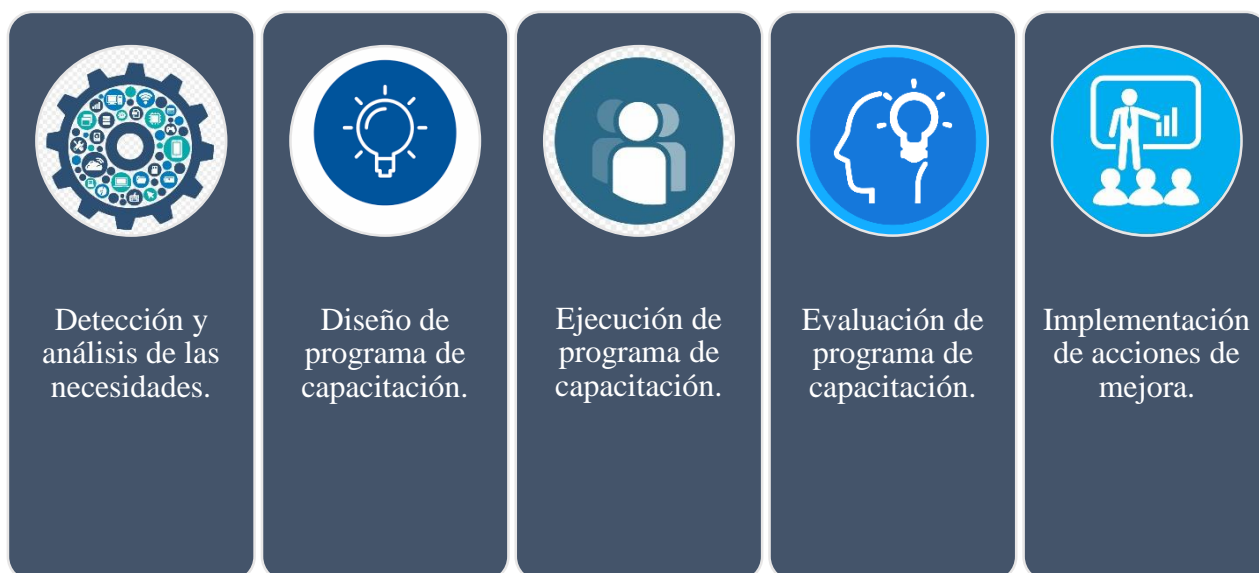 Detección y
análisis de las
necesidades.
Diseño de
programa de
capacitación.
Ejecución de
programa de
capacitación.
Evaluación de
programa de
capacitación.
Implementación
de acciones de
mejora.